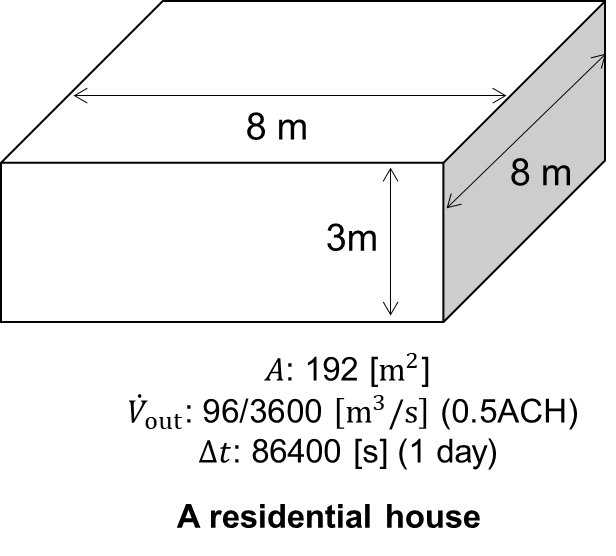 8 m
8 m
3m
A: 192 [m²]
V̇out: 96/3600 [m³/s] (0.5ACH)
Δt: 86400 [s] (1 day)
A residential house